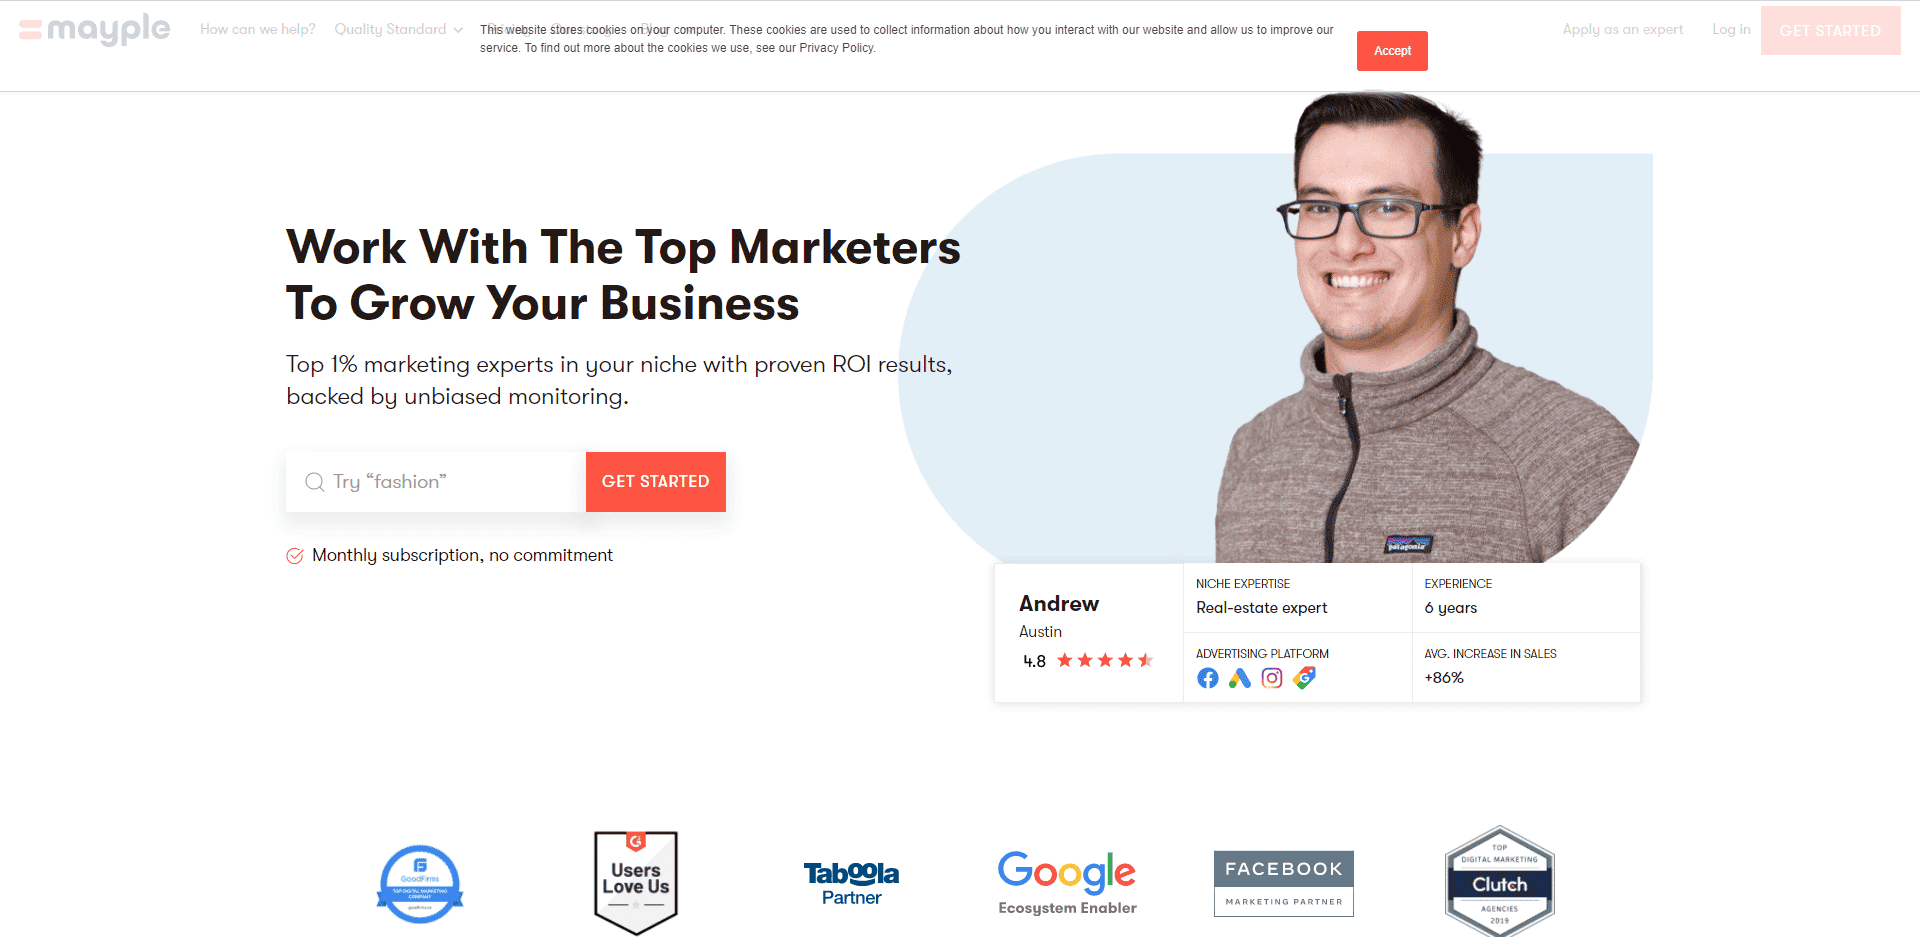 mayple
How can we help?
Quality Standard
Blog
This website stores cookies on your computer. These cookies are used to collect information about how you interact with our website and allow us to improve our
service. To find out more about the cookies we use, see our Privacy Policy.
Accept
Apply as an expert
Log in
GET STARTED
Work With The Top Marketers
To Grow Your Business
Top 1% marketing experts in your niche with proven ROI results,
backed by unbiased monitoring.
Try “fashion”
GET STARTED
Monthly subscription, no commitment
patagonia
Andrew
Austin
4.8
NICHE EXPERTISE
Real-estate expert
EXPERIENCE
6 years
ADVERTISING PLATFORM
AVG. INCREASE IN SALES
+86%
GoodFirms
TOP DIGITAL MARKETING
COMPANY
Users
Love Us
Taboola
Partner
Google
Ecosystem Enabler
FACEBOOK
MARKETING PARTNER
TOP
DIGITAL MARKETING
Clutch
AGENCIES
2019